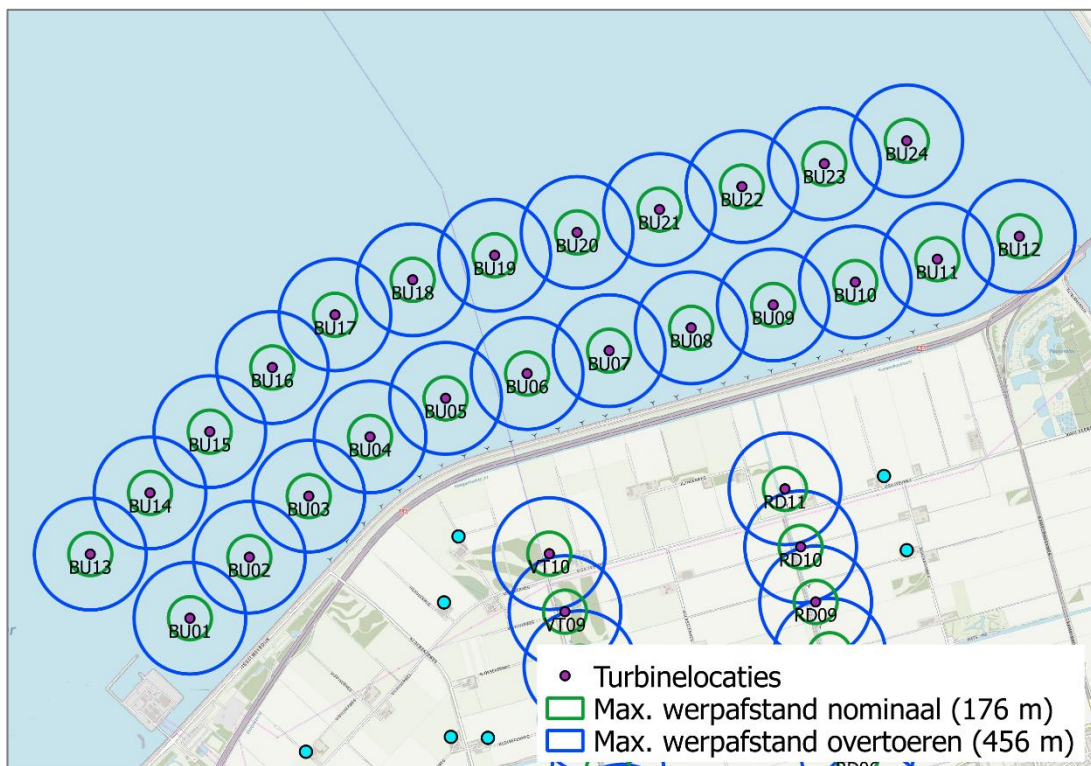 BU24
BU23
BU22
BU21
BU20
BU12
BU19
BU11
BU18
BU10
BU17
BU09
BU08
BU07
BU16
BU06
BU05
BU15
BU04
RD11
BU14
BU03
RD10
VT10
BU13
BU02
RD09
VT09
BU01
Turbinelocaties
Max. werpafstand nominaal (176 m)
Max. werpafstand overtoeren (456 m)